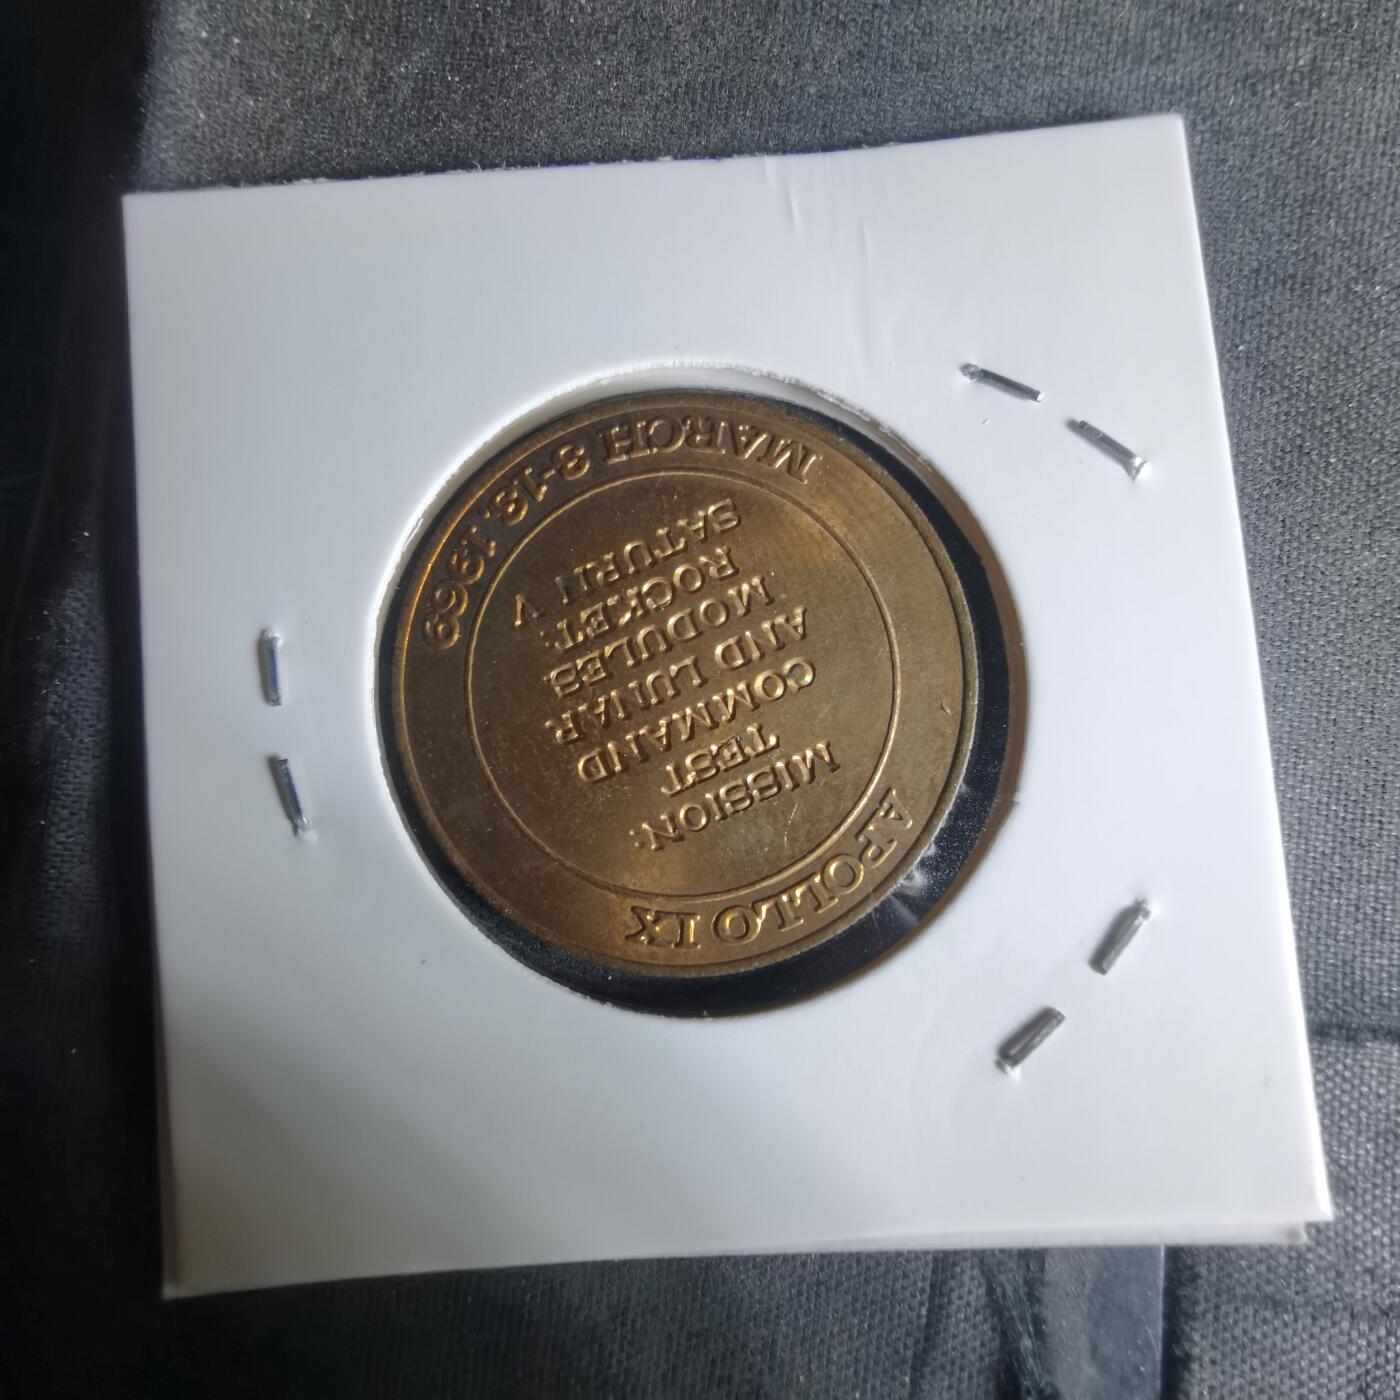 APOLLO IX
MISSION:
TEST
COMMAND
AND LUNAR
MODULES
ROCKET:
SATURN V
MARCH 3-13, 1969